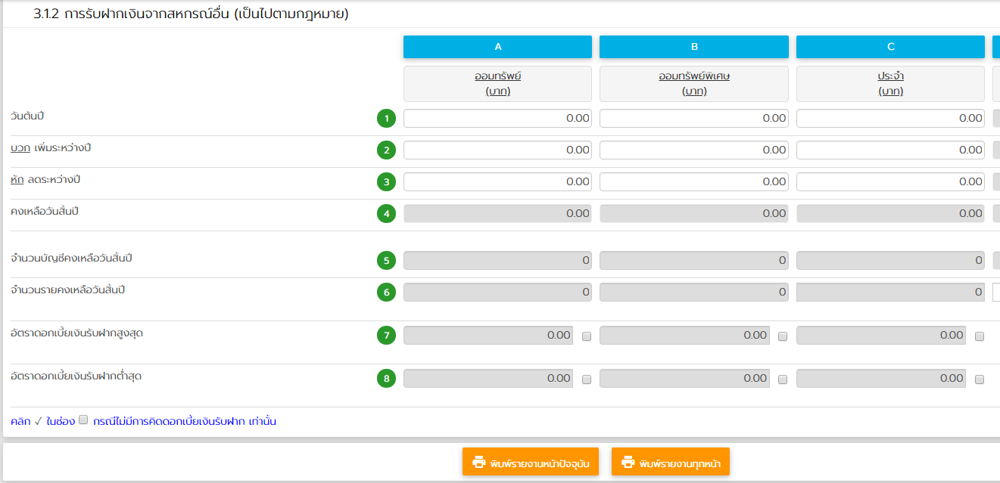 3.1.2 การรับฝากเงินจากสหกรณ์อื่น (เป็นไปตามกฎหมาย)
A B C
ออมทรัพย์ ออมทรัพย์พิเศษ ประจำ
(บาท) (บาท) (บาท)
วันต้นปี 1 0.00 0.00 0.00
บวก เพิ่มระหว่างปี 2 0.00 0.00 0.00
หัก ลดระหว่างปี 3 0.00 0.00 0.00
คงเหลือวันสิ้นปี 4 0.00 0.00 0.00
จำนวนบัญชีคงเหลือวันสิ้นปี 5 0 0 0
จำนวนรายคงเหลือวันสิ้นปี 6 0 0 0
อัตราดอกเบี้ยเงินรับฝากสูงสุด 7 0.00 0.00 0.00
อัตราดอกเบี้ยเงินรับฝากต่ำสุด 8 0.00 0.00 0.00
คลิก ✓ ในช่อง กรณีไม่มีการคิดดอกเบี้ยเงินรับฝาก เท่านั้น
พิมพ์รายงานหน้าปัจจุบัน พิมพ์รายงานทุกหน้า